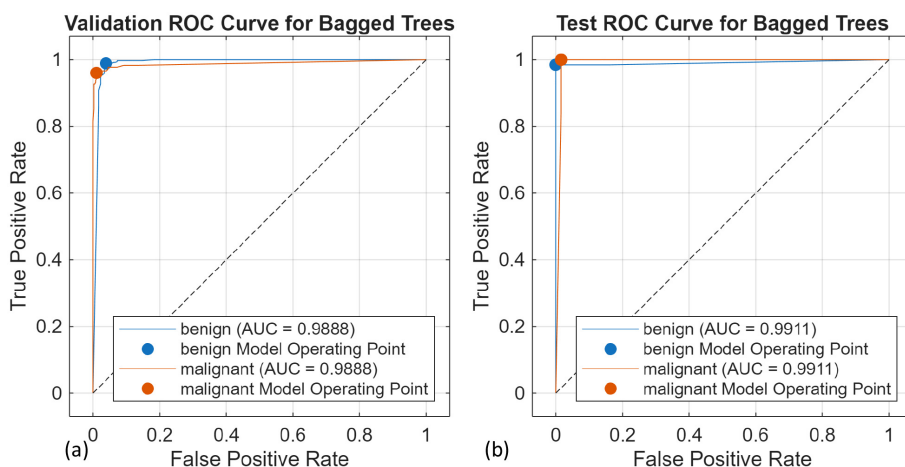 Validation ROC Curve for Bagged Trees
True Positive Rate
1
0.8
0.6
0.4
0.2
0
benign (AUC = 0.9888)
benign Model Operating Point
malignant (AUC = 0.9888)
malignant Model Operating Point
0 0.2 0.4 0.6 0.8 1
(a)
False Positive Rate
Test ROC Curve for Bagged Trees
True Positive Rate
1
0.8
0.6
0.4
0.2
0
benign (AUC = 0.9911)
benign Model Operating Point
malignant (AUC = 0.9911)
malignant Model Operating Point
0 0.2 0.4 0.6 0.8 1
(b)
False Positive Rate